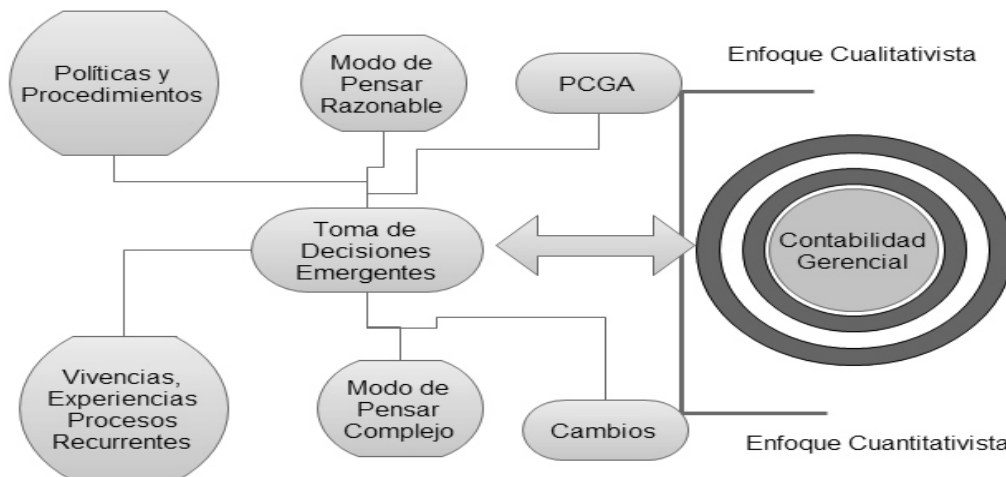 Políticas y
Procedimientos
Modo de
Pensar
Razonable
PCGA
Enfoque Cualitativista
Toma de
Decisiones
Emergentes
Contabilidad
Gerencial
Vivencias,
Experiencias
Procesos
Recurrentes
Modo de
Pensar
Complejo
Cambios
Enfoque Cuantitativista